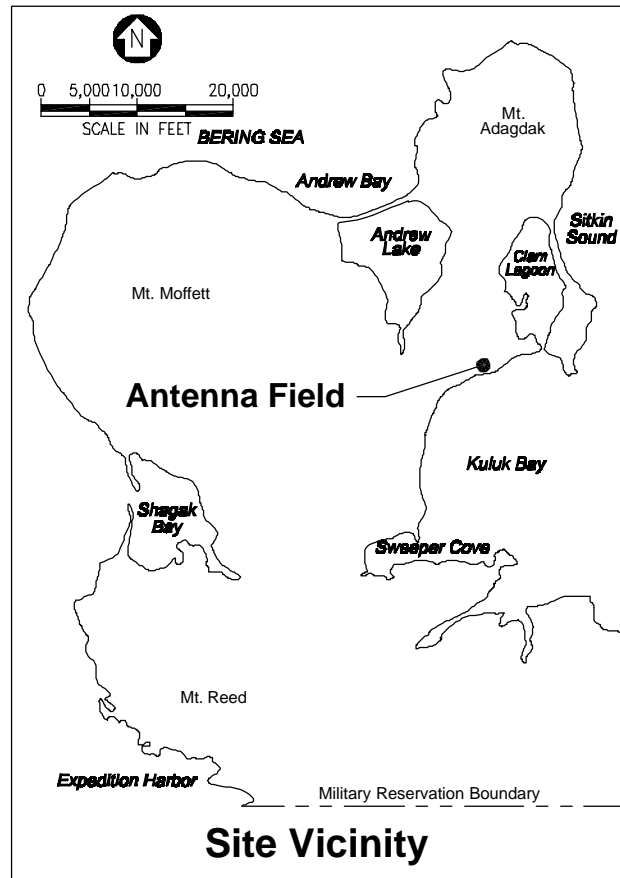 N
0 5,000 10,000 20,000
SCALE IN FEET
BERING SEA
Mt.
Adagdak
Andrew Bay
Andrew
Lake
Sitkin
Sound
Clam
Lagoon
Mt. Moffett
Antenna Field
Kuluk Bay
Shagak
Bay
Sweeper Cove
Mt. Reed
Expedition Harbor
Military Reservation Boundary
Site Vicinity